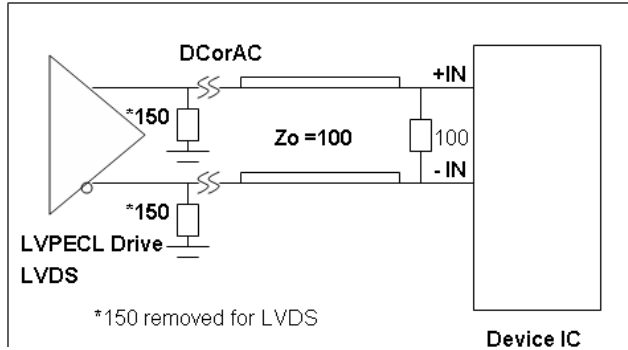 DCorAC
+IN
*150
Zo =100
100
- IN
*150
LVPECL Drive
LVDS
*150 removed for LVDS
Device IC